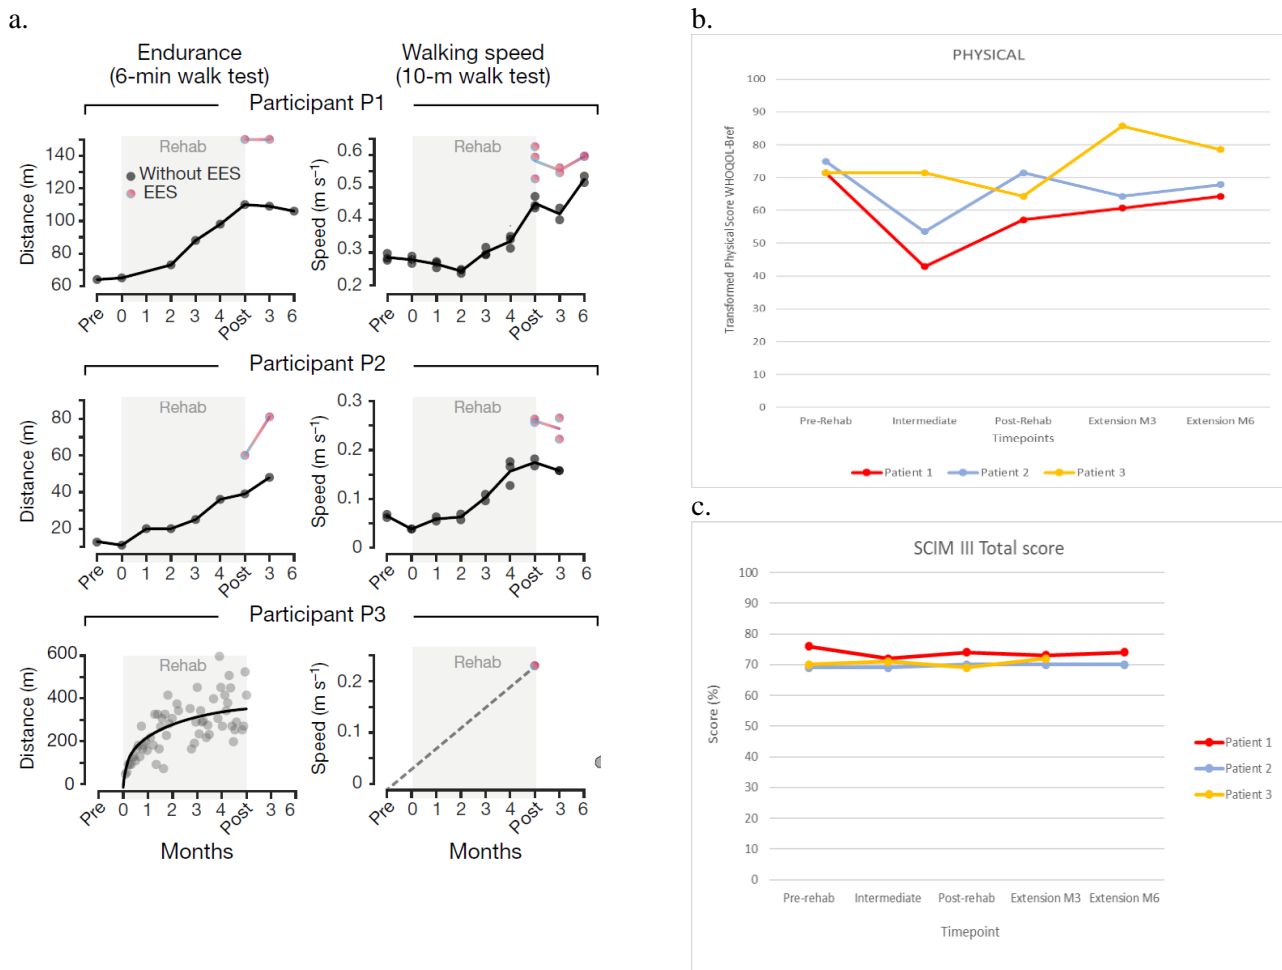 a.
Endurance
(6-min walk test)
Walking speed
(10-m walk test)
Participant P1
Rehab
Without EES
EES
Distance (m)
140
120
100
80
60
Pre 0 1 2 3 4 Post 3 6
Rehab
Speed (m s⁻¹)
0.6
0.5
0.4
0.3
0.2
Pre 0 1 2 3 4 Post 3 6
Participant P2
Rehab
Distance (m)
80
60
40
20
Pre 0 1 2 3 4 Post 3 6
Rehab
Speed (m s⁻¹)
0.3
0.2
0.1
0
Pre 0 1 2 3 4 Post 3 6
Participant P3
Rehab
Distance (m)
600
400
200
0
Pre 0 1 2 3 4 Post 3 6
Months
Rehab
Speed (m s⁻¹)
0.2
0.1
0
Pre 0 1 2 3 4 Post 3 6
Months
b.
PHYSICAL
Transformed Physical Score WHOQOL-Bref
100
90
80
70
60
50
40
30
20
10
0
Pre-Rehab Intermediate Post-Rehab Extension M3 Extension M6
Timepoints
Patient 1 Patient 2 Patient 3
c.
SCIM III Total score
Score (%)
100
90
80
70
60
50
40
30
20
10
0
Pre-rehab Intermediate Post-rehab Extension M3 Extension M6
Timepoint
Patient 1
Patient 2
Patient 3